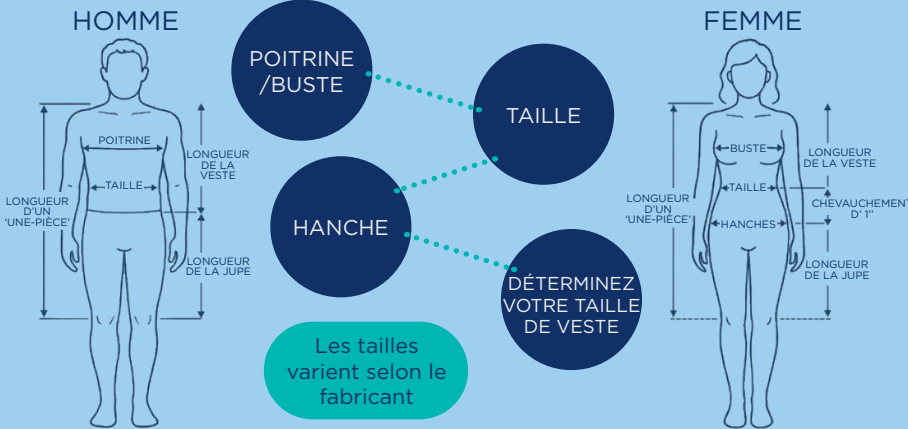 HOMME
POITRINE
TAILLE
LONGUEUR
D'UN
'UNE-PIÈCE'
LONGUEUR
DE LA
VESTE
LONGUEUR
DE LA JUPE
POITRINE
/BUSTE
TAILLE
HANCHE
DÉTERMINEZ
VOTRE TAILLE
DE VESTE
Les tailles
varient selon le
fabricant
FEMME
BUSTE
TAILLE
HANCHES
LONGUEUR
D'UN
'UNE-PIÈCE'
LONGUEUR
DE LA VESTE
CHEVAUCHEMENT
D' 1"
LONGUEUR
DE LA JUPE